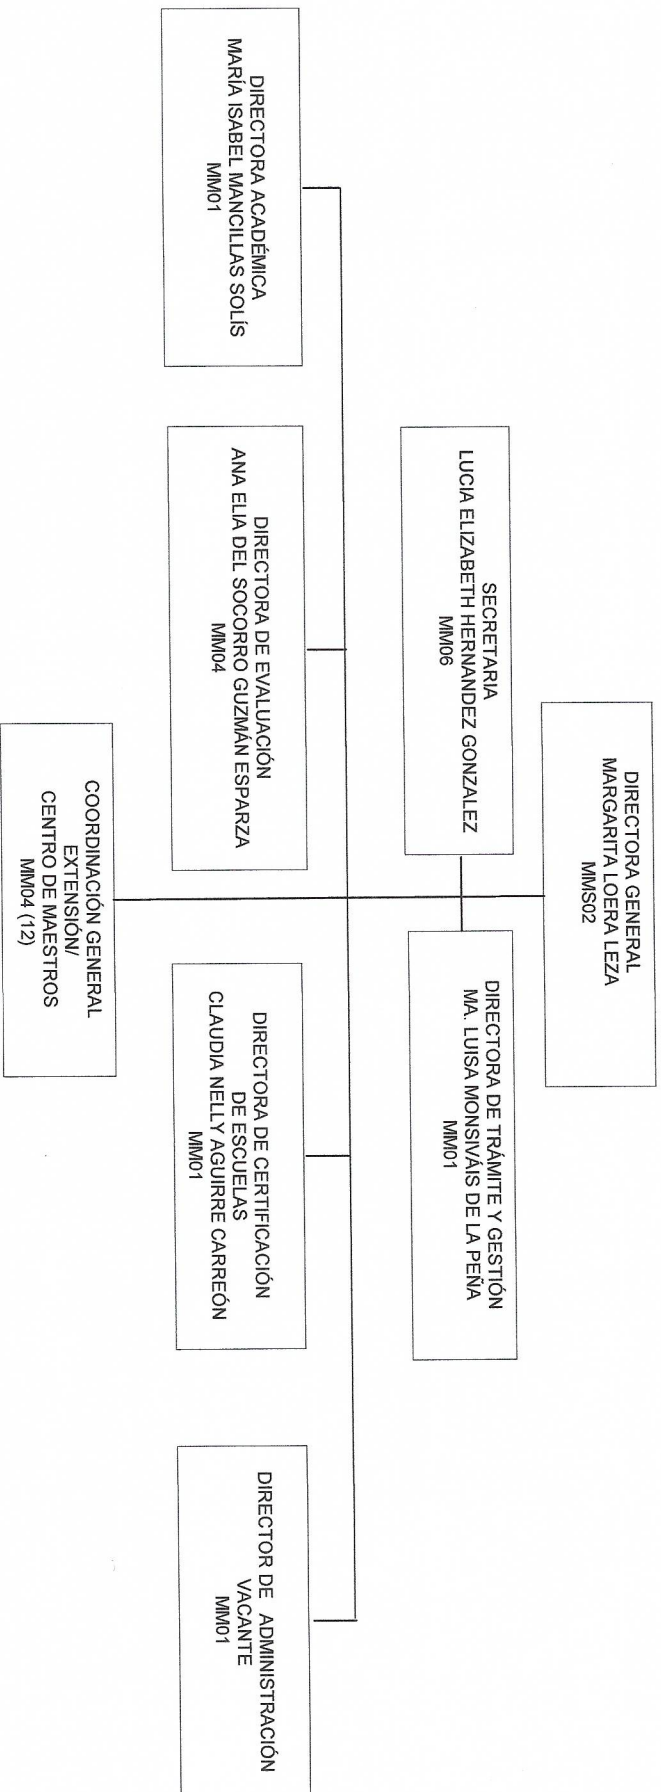 DIRECTORA GENERAL
MARGARITA LOERA LEZA
MMS02
SECRETARIA
LUCIA ELIZABETH HERNANDEZ GONZALEZ
MM06
DIRECTORA DE TRÁMITE Y GESTIÓN
MA. LUISA MONSIVÁIS DE LA PEÑA
MM01
DIRECTORA ACADÉMICA
MARÍA ISABEL MANCILLAS SOLÍS
MM01
DIRECTORA DE EVALUACIÓN
ANA ELIA DEL SOCORRO GUZMÁN ESPARZA
MM04
DIRECTORA DE CERTIFICACIÓN
DE ESCUELAS
CLAUDIA NELLY AGUIRRE CARREÓN
MM01
DIRECTOR DE ADMINISTRACIÓN
VACANTE
MM01
COORDINACIÓN GENERAL
EXTENSIÓN/
CENTRO DE MAESTROS
MM04 (12)